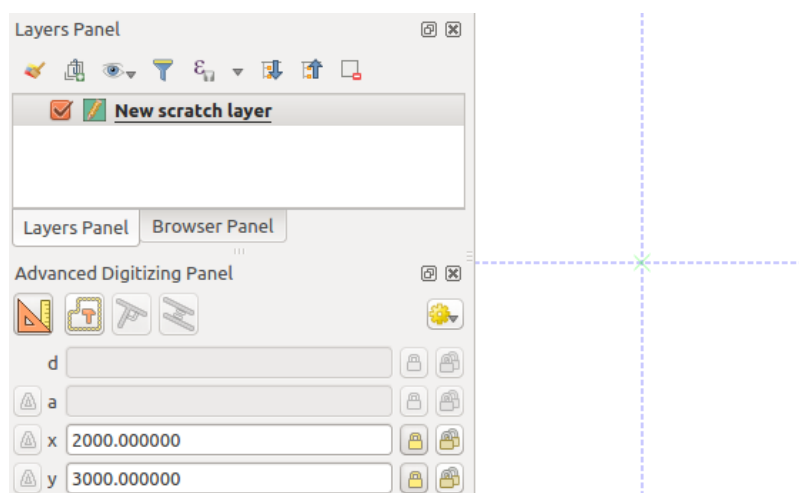 Layers Panel
New scratch layer
Layers Panel
Browser Panel
Advanced Digitizing Panel
d
a
x 2000.000000
y 3000.000000